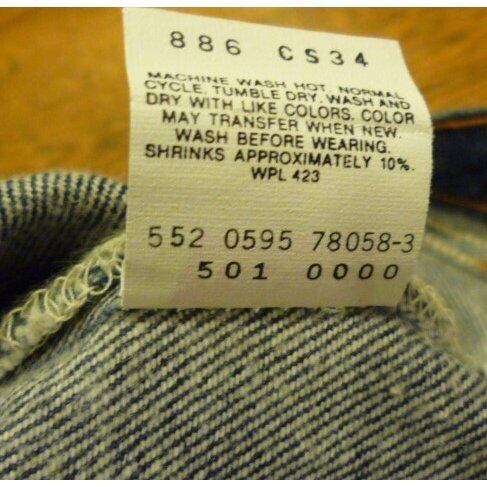 886 CS34
MACHINE WASH HOT, NORMAL
CYCLE, TUMBLE DRY. WASH AND
DRY WITH LIKE COLORS. COLOR
MAY TRANSFER WHEN NEW.
WASH BEFORE WEARING.
SHRINKS APPROXIMATELY 10%.
WPL 423
552 0595 78058-3
501 0000